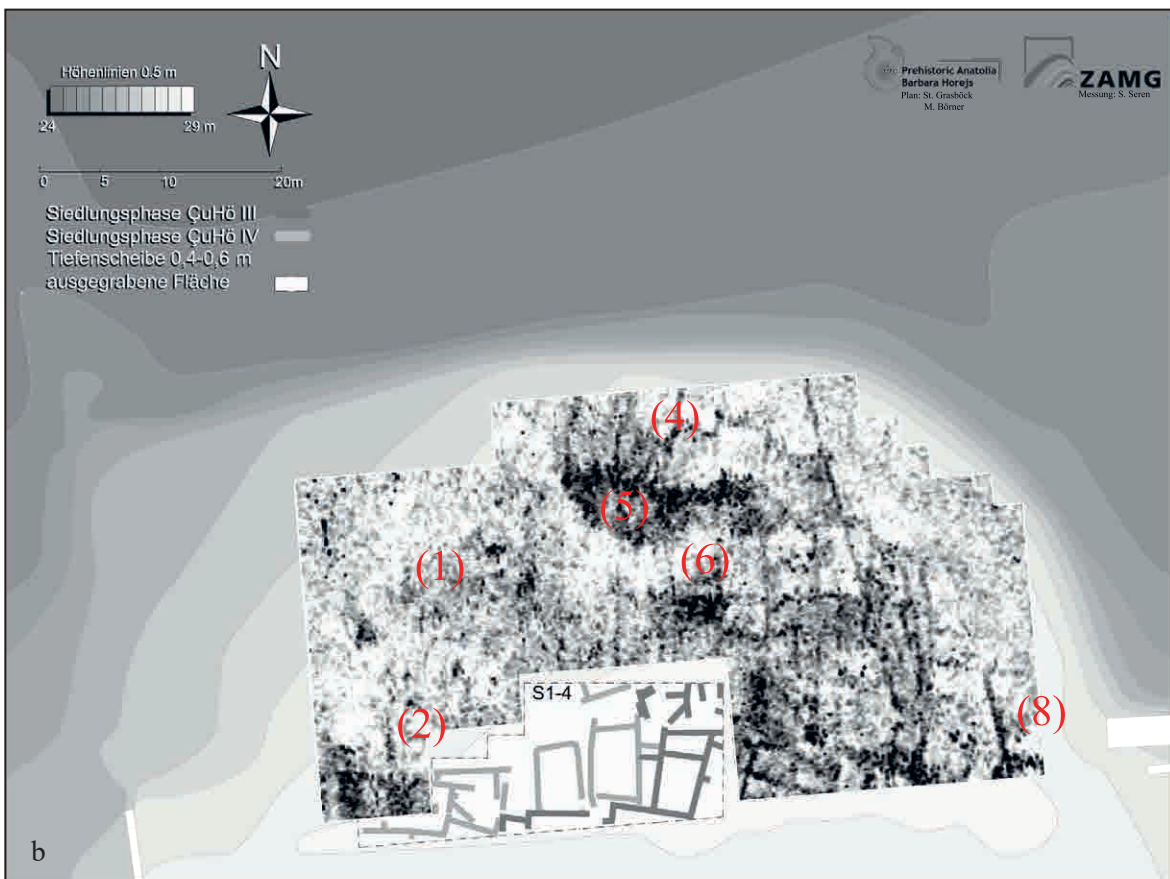 Höhenlinien 0.5 m
24 29 m
N
0 5 10 20m
Siedlungsphase ÇuHö III
Siedlungsphase ÇuHö IV
Tiefenscheibe 0,4-0,6 m
ausgegrabene Fläche
Prehistoric Anatolia
Barbara Horejs
Plan: St. Grasböck
M. Börner
ZAMG
Messung: S. Seren
(4)
(5)
(1)
(6)
(2)
S1-4
(8)
b